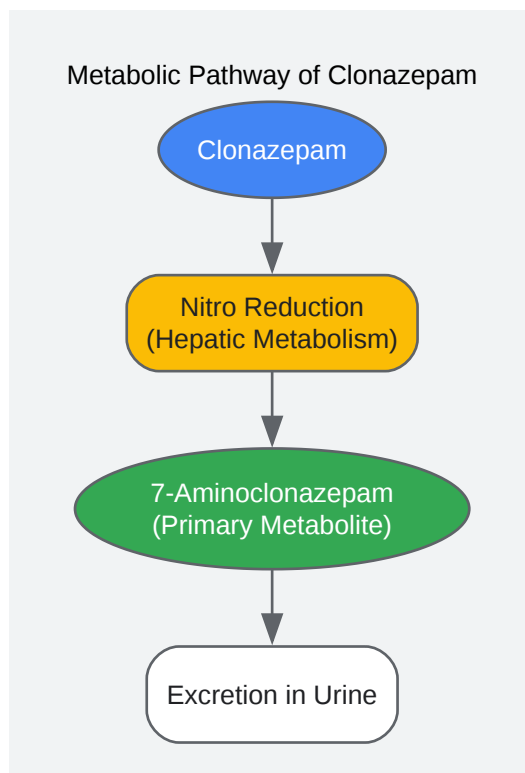 Metabolic Pathway of Clonazepam
Clonazepam
Nitro Reduction
(Hepatic Metabolism)
7-Aminoclonazepam
(Primary Metabolite)
Excretion in Urine